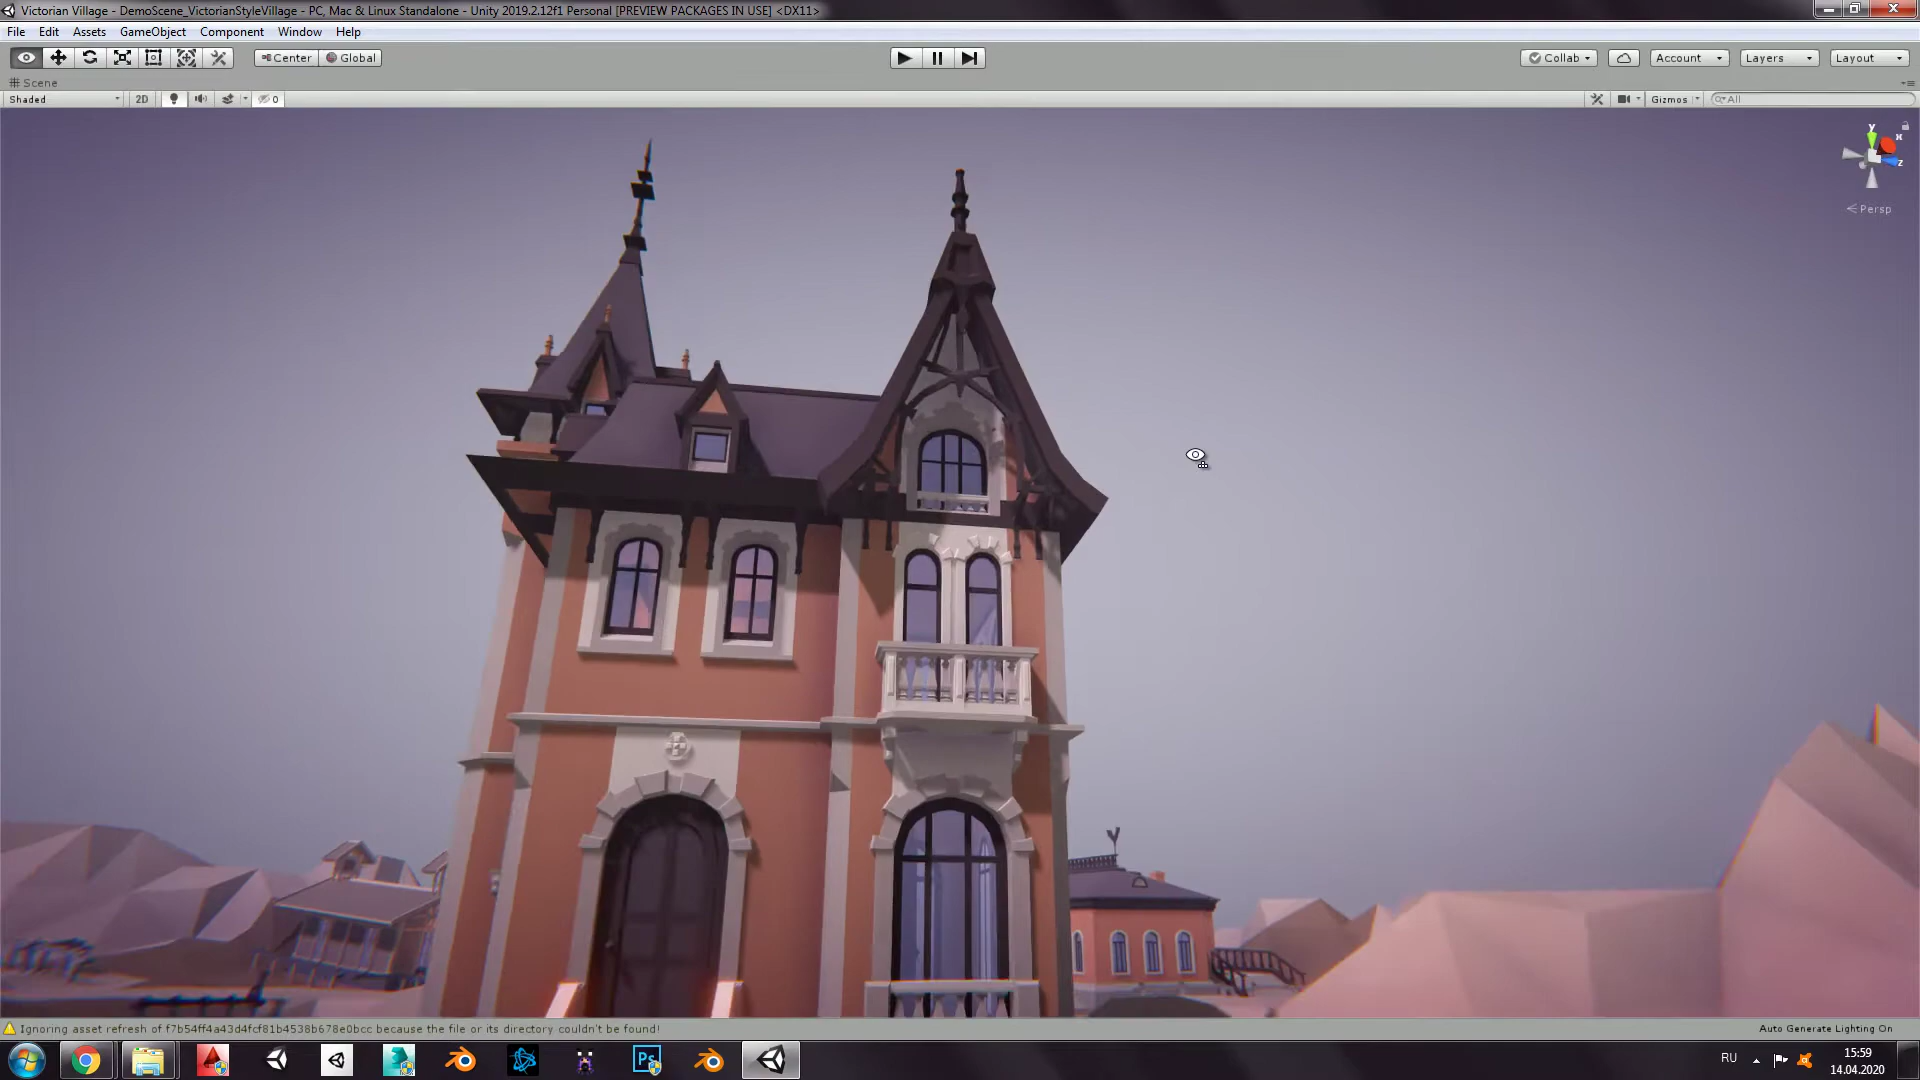 Victorian Village - DemoScene_VictorianStyleVillage - PC, Mac & Linux Standalone - Unity 2019.2.12f1 Personal [PREVIEW PACKAGES IN USE] <DX11>
File Edit Assets GameObject Component Window Help
Center Global Collab Account Layers Layout
Scene
Shaded 2D 0 Gizmos All
y
x
z
Persp
Ignoring asset refresh of f7b54ff4a43d4fcf81b4538b678e0bcc because the file or its directory couldn't be found! Auto Generate Lighting On
Ps
RU
15:59
14.04.2020